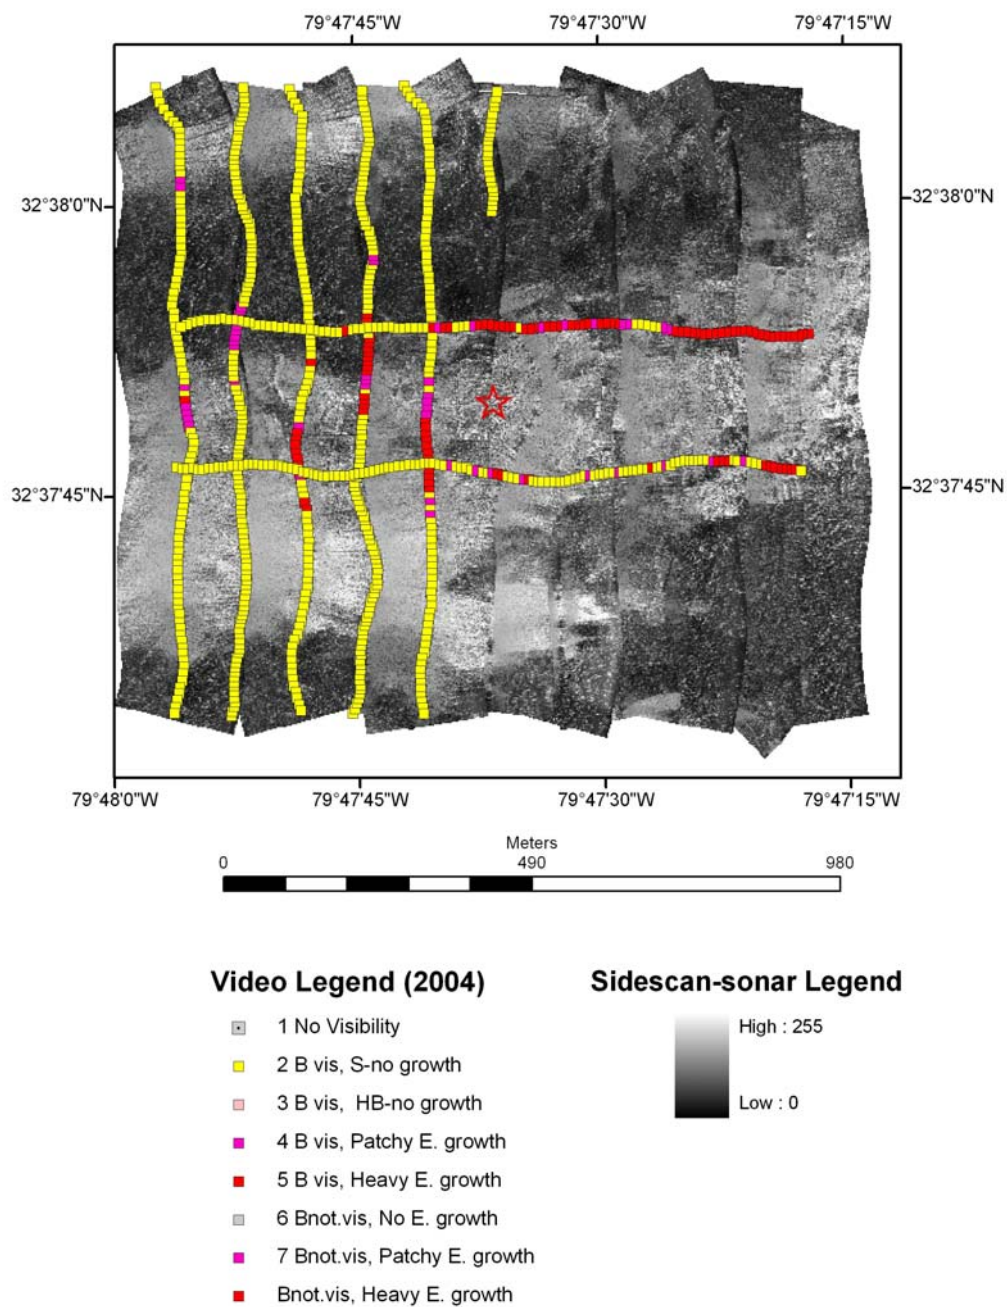 79°47'45"W 79°47'30"W 79°47'15"W
32°38'0"N 32°38'0"N
32°37'45"N 32°37'45"N
79°48'0"W 79°47'45"W 79°47'30"W 79°47'15"W
Meters
0 490 980
Video Legend (2004)
1 No Visibility
2 B vis, S-no growth
3 B vis, HB-no growth
4 B vis, Patchy E. growth
5 B vis, Heavy E. growth
6 Bnot.vis, No E. growth
7 Bnot.vis, Patchy E. growth
Bnot.vis, Heavy E. growth
Sidescan-sonar Legend
High : 255
Low : 0